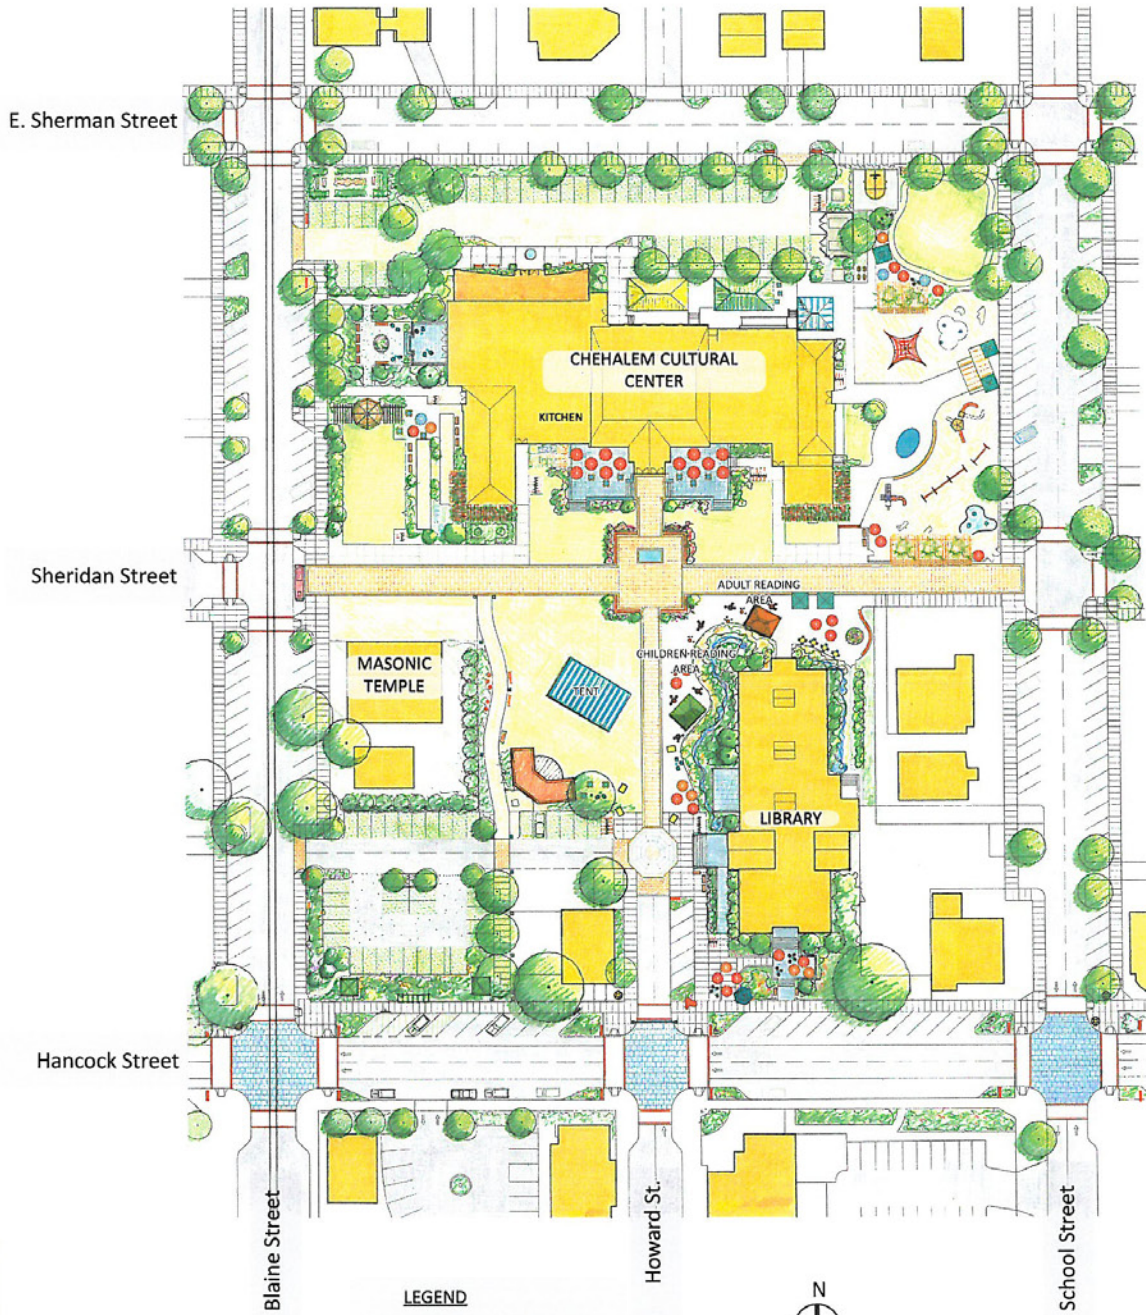 E. Sherman Street
CHEHALEM CULTURAL
CENTER
KITCHEN
Sheridan Street
ADULT READING
AREA
CHILDREN READING
AREA
MASONIC
TEMPLE
TENT
LIBRARY
Hancock Street
Blaine Street
Howard St.
School Street
LEGEND
N